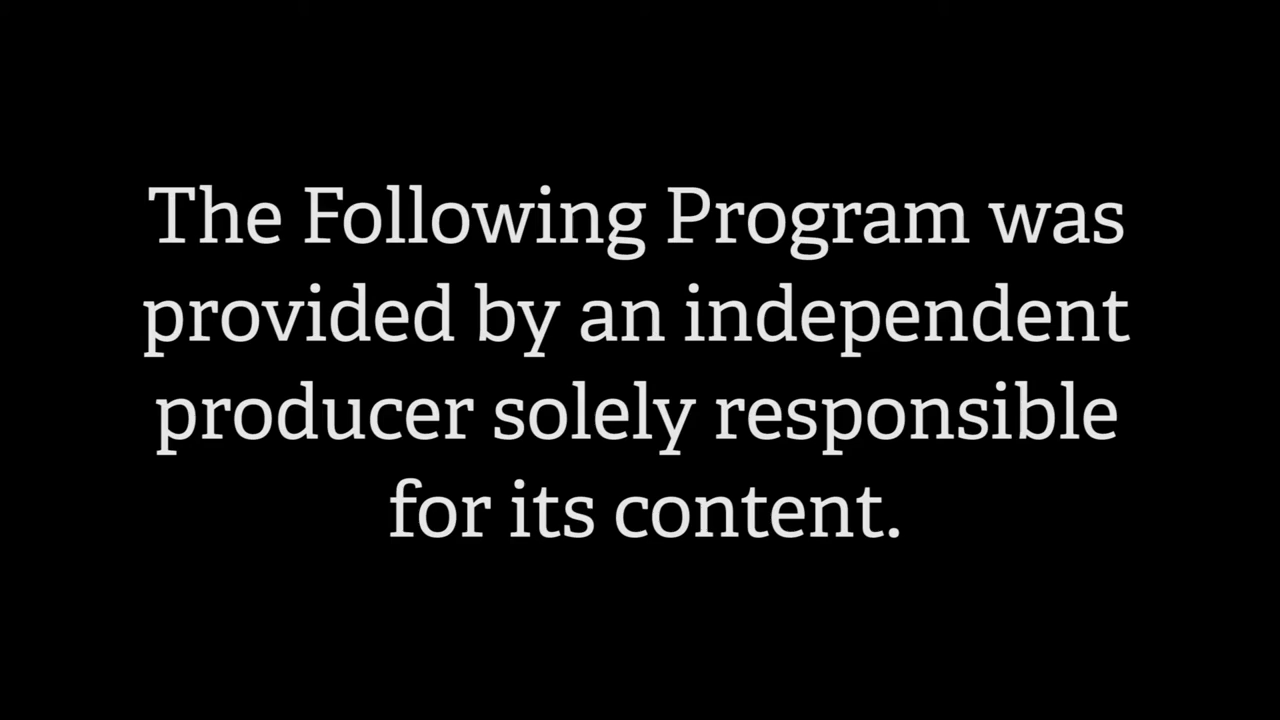 The Following Program was
provided by an independent
producer solely responsible
for its content.